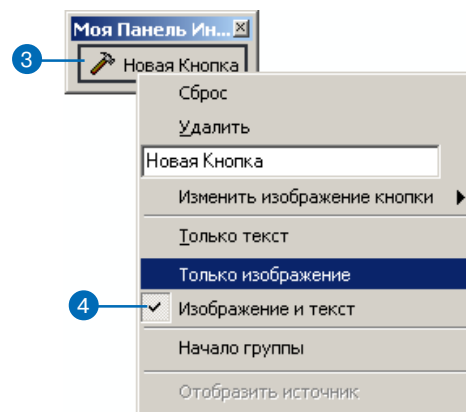 Моя Панель Ин...
3
Новая Кнопка
Сброс
Удалить
Новая Кнопка
Изменить изображение кнопки
Только текст
Только изображение
4
Изображение и текст
Начало группы
Отобразить источник